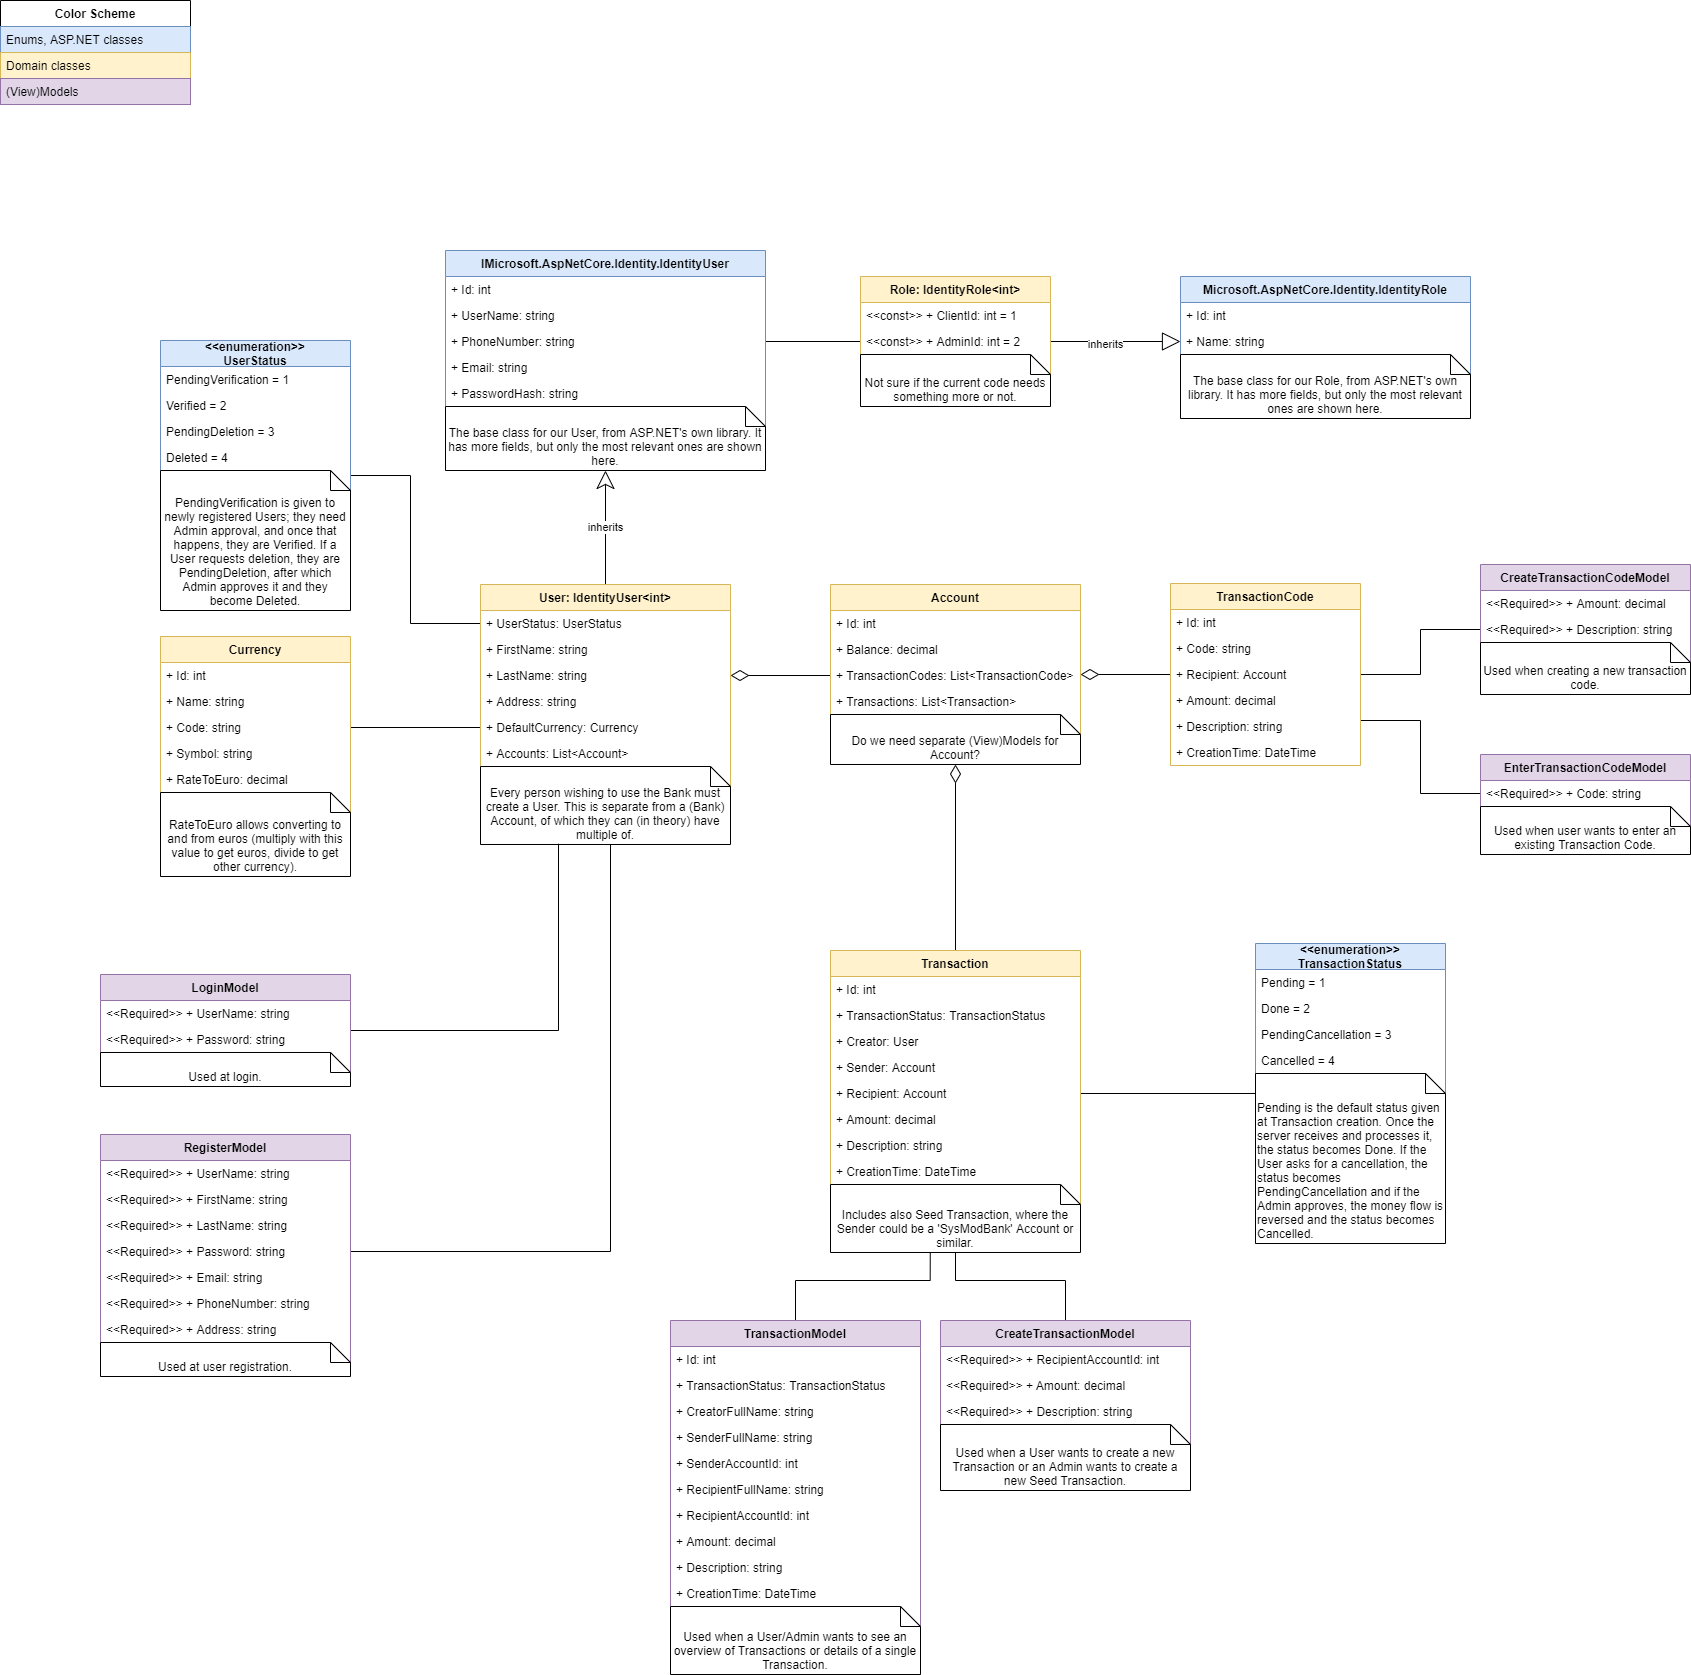 Color Scheme
Enums, ASP.NET classes
Domain classes
(View)Models
IMicrosoft.AspNetCore.Identity.IdentityUser
+ Id: int
+ UserName: string
+ PhoneNumber: string
+ Email: string
+ PasswordHash: string
The base class for our User, from ASP.NET's own library. It
has more fields, but only the most relevant ones are shown
here.
Role: IdentityRole<int>
<<const>> + ClientId: int = 1
<<const>> + AdminId: int = 2
Not sure if the current code needs
something more or not.
inherits
Microsoft.AspNetCore.Identity.IdentityRole
+ Id: int
+ Name: string
The base class for our Role, from ASP.NET's own
library. It has more fields, but only the most relevant
ones are shown here.
<<enumeration>>
UserStatus
PendingVerification = 1
Verified = 2
PendingDeletion = 3
Deleted = 4
PendingVerification is given to
newly registered Users; they need
Admin approval, and once that
happens, they are Verified. If a
User requests deletion, they are
PendingDeletion, after which
Admin approves it and they
become Deleted.
inherits
Currency
+ Id: int
+ Name: string
+ Code: string
+ Symbol: string
+ RateToEuro: decimal
RateToEuro allows converting to
and from euros (multiply with this
value to get euros, divide to get
other currency).
User: IdentityUser<int>
+ UserStatus: UserStatus
+ FirstName: string
+ LastName: string
+ Address: string
+ DefaultCurrency: Currency
+ Accounts: List<Account>
Every person wishing to use the Bank must
create a User. This is separate from a (Bank)
Account, of which they can (in theory) have
multiple of.
Account
+ Id: int
+ Balance: decimal
+ TransactionCodes: List<TransactionCode>
+ Transactions: List<Transaction>
Do we need separate (View)Models for
Account?
TransactionCode
+ Id: int
+ Code: string
+ Recipient: Account
+ Amount: decimal
+ Description: string
+ CreationTime: DateTime
CreateTransactionCodeModel
<<Required>> + Amount: decimal
<<Required>> + Description: string
Used when creating a new transaction
code.
EnterTransactionCodeModel
<<Required>> + Code: string
Used when user wants to enter an
existing Transaction Code.
LoginModel
<<Required>> + UserName: string
<<Required>> + Password: string
Used at login.
RegisterModel
<<Required>> + UserName: string
<<Required>> + FirstName: string
<<Required>> + LastName: string
<<Required>> + Password: string
<<Required>> + Email: string
<<Required>> + PhoneNumber: string
<<Required>> + Address: string
Used at user registration.
Transaction
+ Id: int
+ TransactionStatus: TransactionStatus
+ Creator: User
+ Sender: Account
+ Recipient: Account
+ Amount: decimal
+ Description: string
+ CreationTime: DateTime
Includes also Seed Transaction, where the
Sender could be a 'SysModBank' Account or
similar.
<<enumeration>>
TransactionStatus
Pending = 1
Done = 2
PendingCancellation = 3
Cancelled = 4
Pending is the default status given
at Transaction creation. Once the
server receives and processes it,
the status becomes Done. If the
User asks for a cancellation, the
status becomes
PendingCancellation and if the
Admin approves, the money flow is
reversed and the status becomes
Cancelled.
TransactionModel
+ Id: int
+ TransactionStatus: TransactionStatus
+ CreatorFullName: string
+ SenderFullName: string
+ SenderAccountId: int
+ RecipientFullName: string
+ RecipientAccountId: int
+ Amount: decimal
+ Description: string
+ CreationTime: DateTime
Used when a User/Admin wants to see an
overview of Transactions or details of a single
Transaction.
CreateTransactionModel
<<Required>> + RecipientAccountId: int
<<Required>> + Amount: decimal
<<Required>> + Description: string
Used when a User wants to create a new
Transaction or an Admin wants to create a
new Seed Transaction.